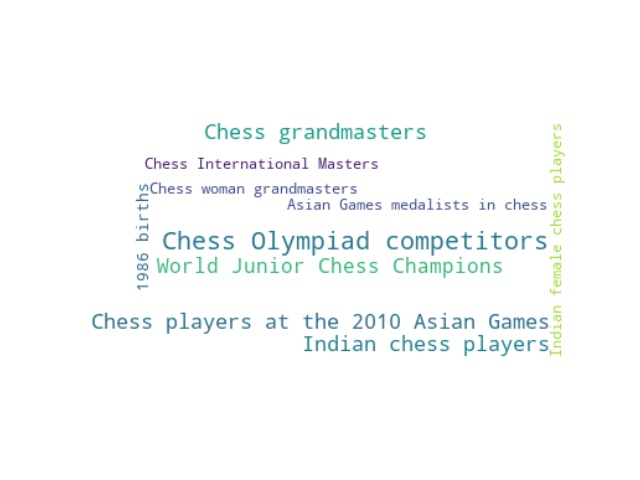 Chess grandmasters
Chess International Masters
Chess woman grandmasters
Asian Games medalists in chess
1986 births
Chess Olympiad competitors
World Junior Chess Champions
Chess players at the 2010 Asian Games
Indian chess players
Indian female chess players